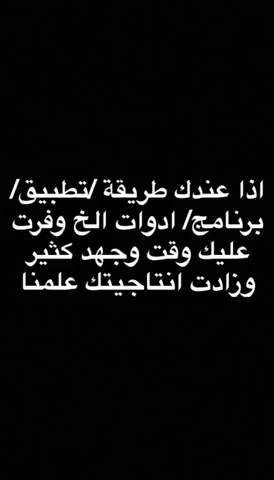 اذا عندك طريقة /تطبيق/
برنامج/ ادوات الخ وفرت
عليك وقت وجهد كثير
وزادت انتاجيتك علمنا